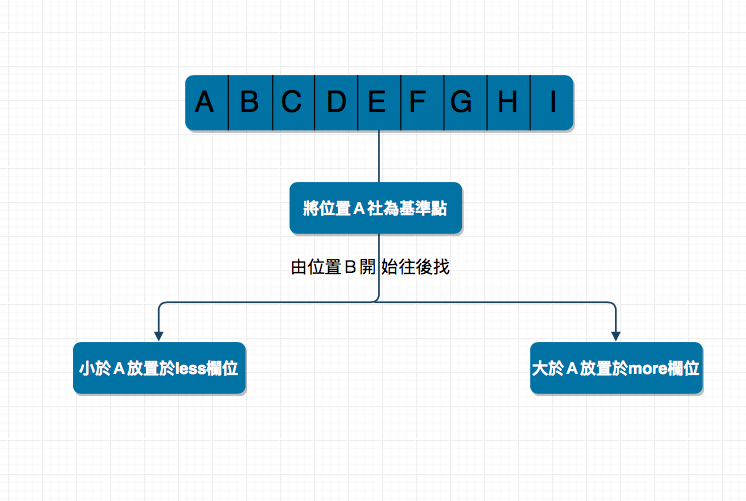 A B C D E F G H I
將位置A社為基準點
由位置B開始往後找
小於A放置於less欄位
大於A放置於more欄位